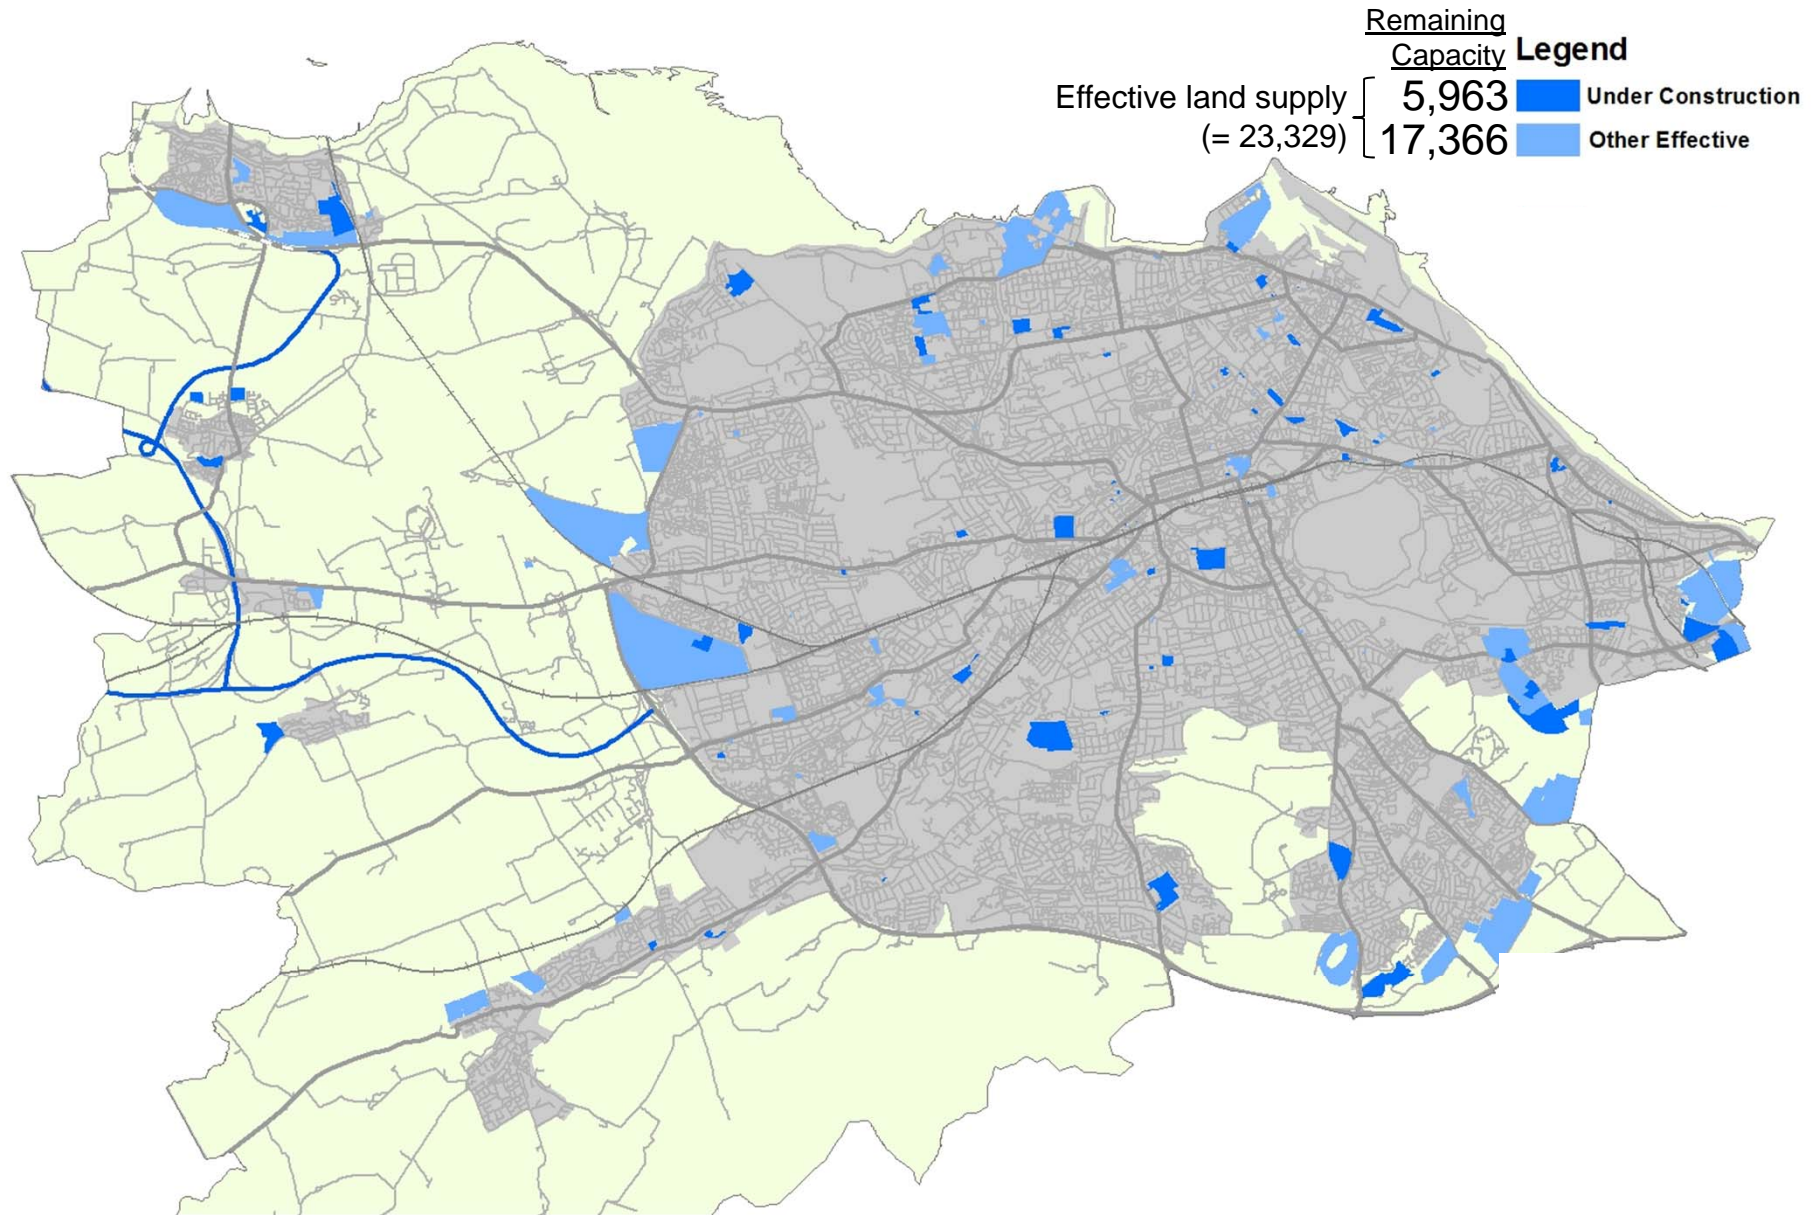 Remaining
Capacity
Legend
Effective land supply
(= 23,329)
5,963
Under Construction
17,366
Other Effective